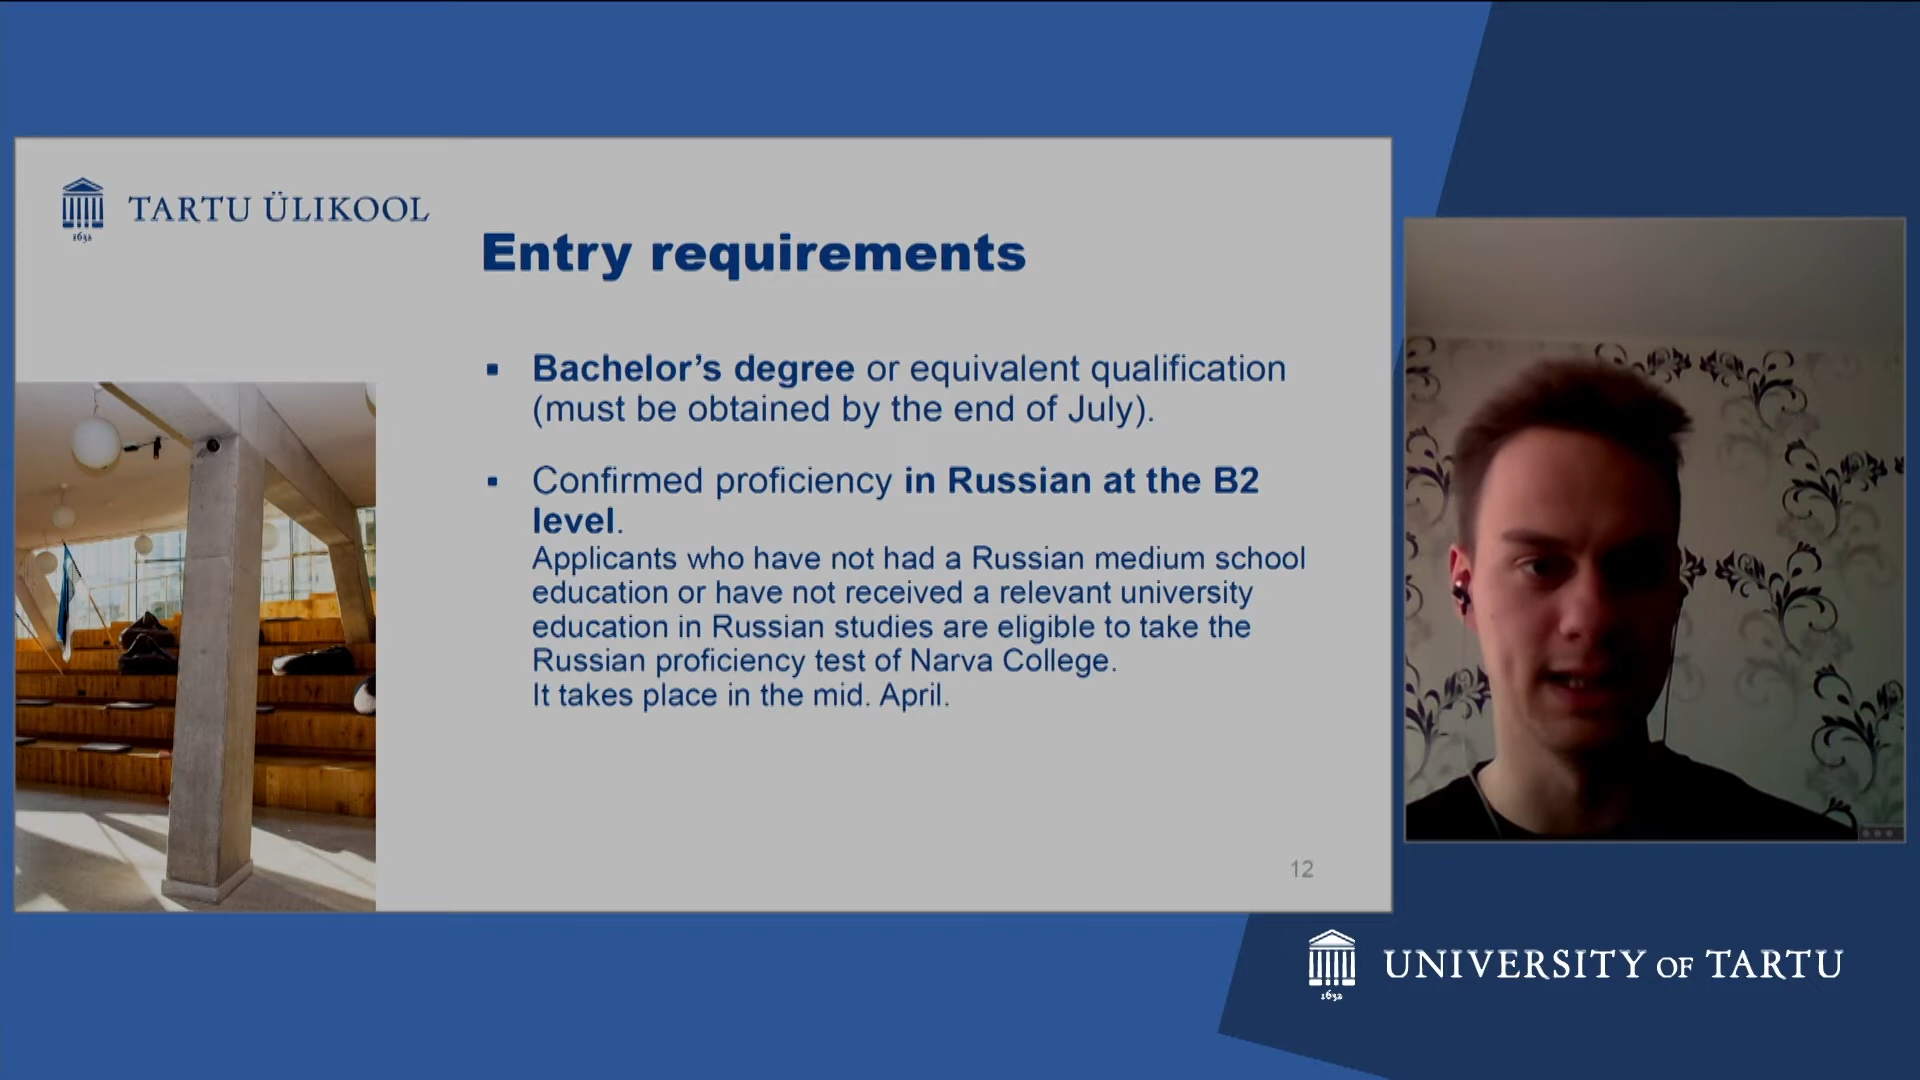 TARTU ÜLIKOOL
1632
Entry requirements
▪ Bachelor’s degree or equivalent qualification
(must be obtained by the end of July).
▪ Confirmed proficiency in Russian at the B2
level.
Applicants who have not had a Russian medium school
education or have not received a relevant university
education in Russian studies are eligible to take the
Russian proficiency test of Narva College.
It takes place in the mid. April.
12
UNIVERSITY OF TARTU
1632